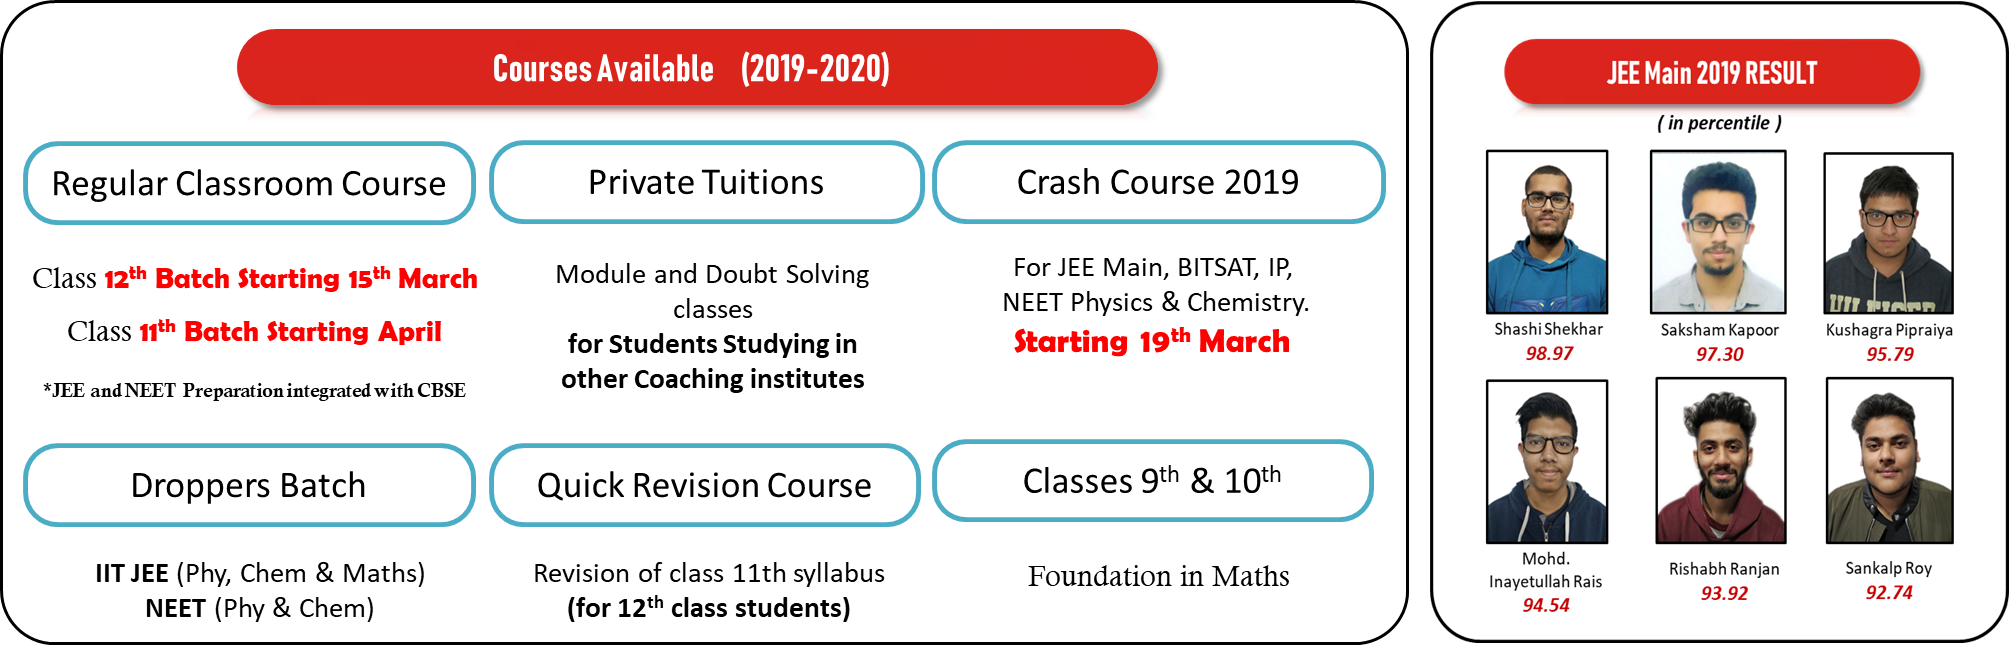 Courses Available (2019-2020)
Regular Classroom Course
Class 12th Batch Starting 15th March
Class 11th Batch Starting April
*JEE and NEET Preparation integrated with CBSE
Private Tuitions
Module and Doubt Solving
classes
for Students Studying in
other Coaching institutes
Crash Course 2019
For JEE Main, BITSAT, IP,
NEET Physics & Chemistry.
Starting 19th March
Droppers Batch
IIT JEE (Phy, Chem & Maths)
NEET (Phy & Chem)
Quick Revision Course
Revision of class 11th syllabus
(for 12th class students)
Classes 9th & 10th
Foundation in Maths
JEE Main 2019 RESULT
( in percentile )
Shashi Shekhar
98.97
Saksham Kapoor
97.30
Kushagra Pipraiya
95.79
Mohd.
Inayetullah Rais
94.54
Rishabh Ranjan
93.92
Sankalp Roy
92.74